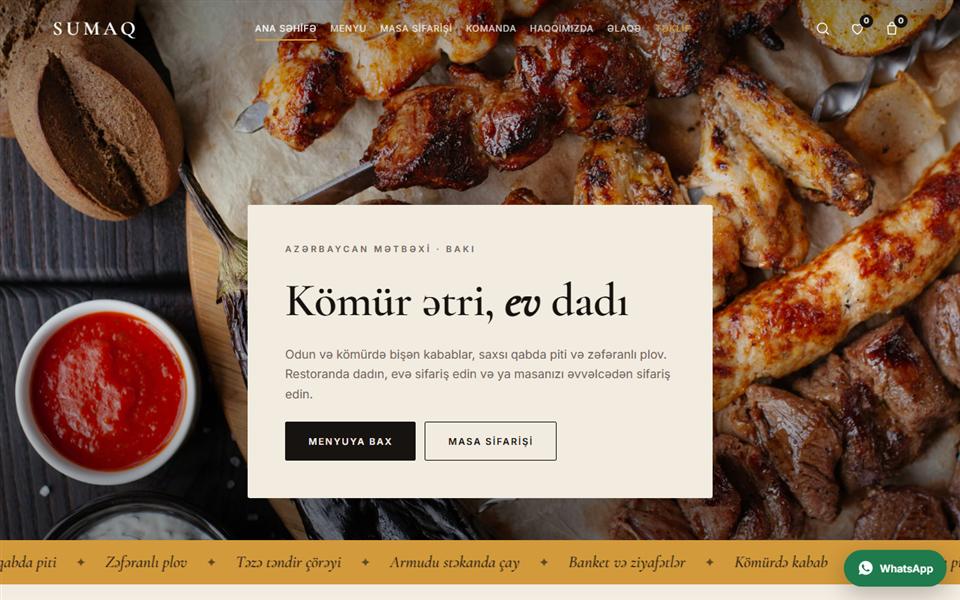 SUMAQ
ANA SƏHİFƏ MENYU MASA SİFARİŞİ KOMANDA HAQQIMIZDA ƏLAQƏ TƏKLİF
0 0
AZƏRBAYCAN MƏTBƏXİ · BAKI
Kömür ətri, ev dadı
Odun və kömürdə bişən kabablar, saxsı qabda piti və zəfəranlı plov.
Restoranda dadın, evə sifariş edin və ya masanızı əvvəlcədən sifariş
edin.
MENYUYA BAX MASA SİFARİŞİ
qabda piti ✦ Zəfəranlı plov ✦ Təzə təndir çörəyi ✦ Armudu stəkanda çay ✦ Banket və ziyafətlər ✦ Kömürdə kabab
WhatsApp